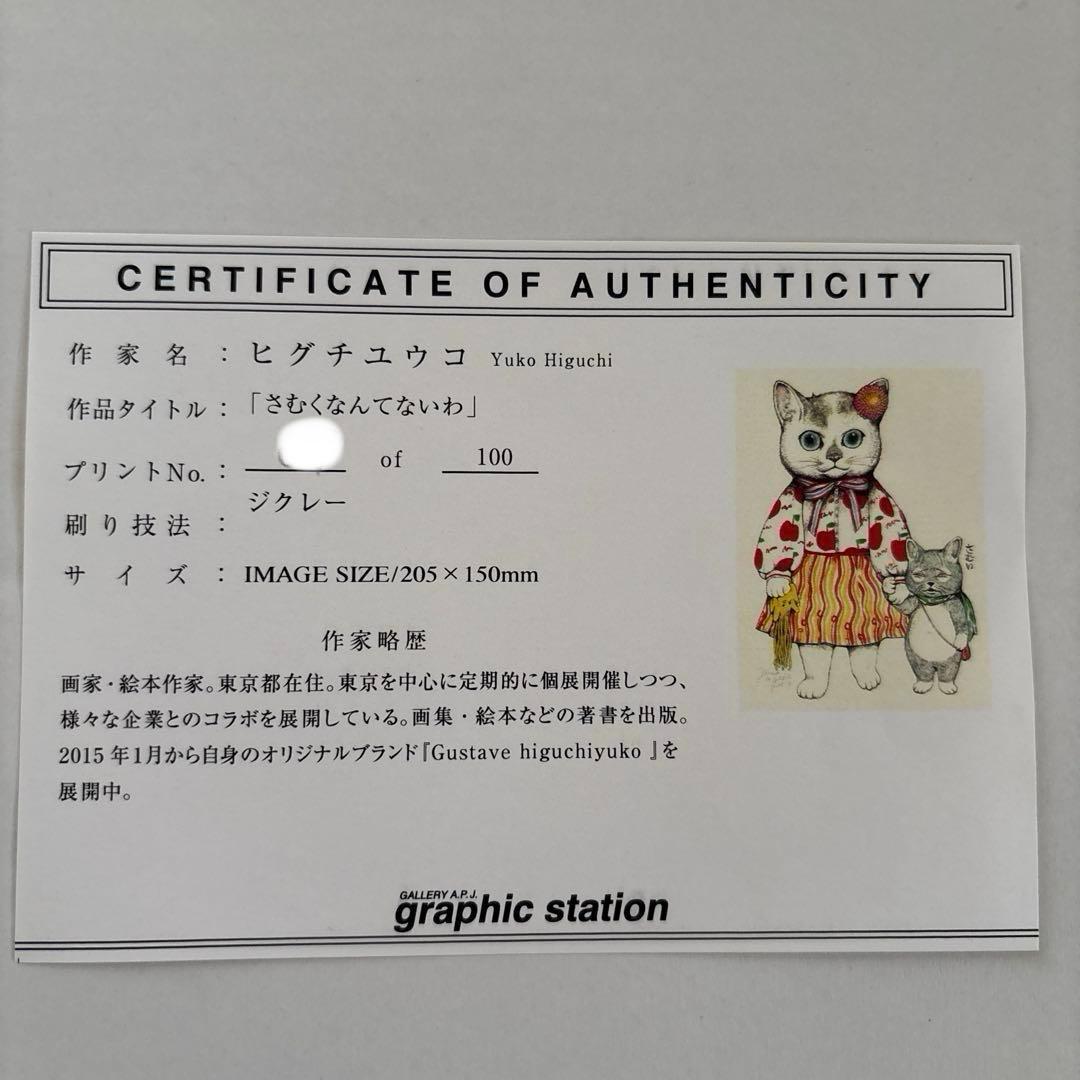 CERTIFICATE OF AUTHENTICITY
作家名：ヒグチユウコ Yuko Higuchi
作品タイトル：「さむくなんてないわ」
プリントNo.： of 100
刷り技法：ジクレー
サイズ：IMAGE SIZE/205×150mm
作家略歴
画家・絵本作家。東京都在住。東京を中心に定期的に個展開催しつつ、
様々な企業とのコラボを展開している。画集・絵本などの著書を出版。
2015年1月から自身のオリジナルブランド『Gustave higuchiyuko 』を
展開中。
GALLERY A.P.J.
graphic station